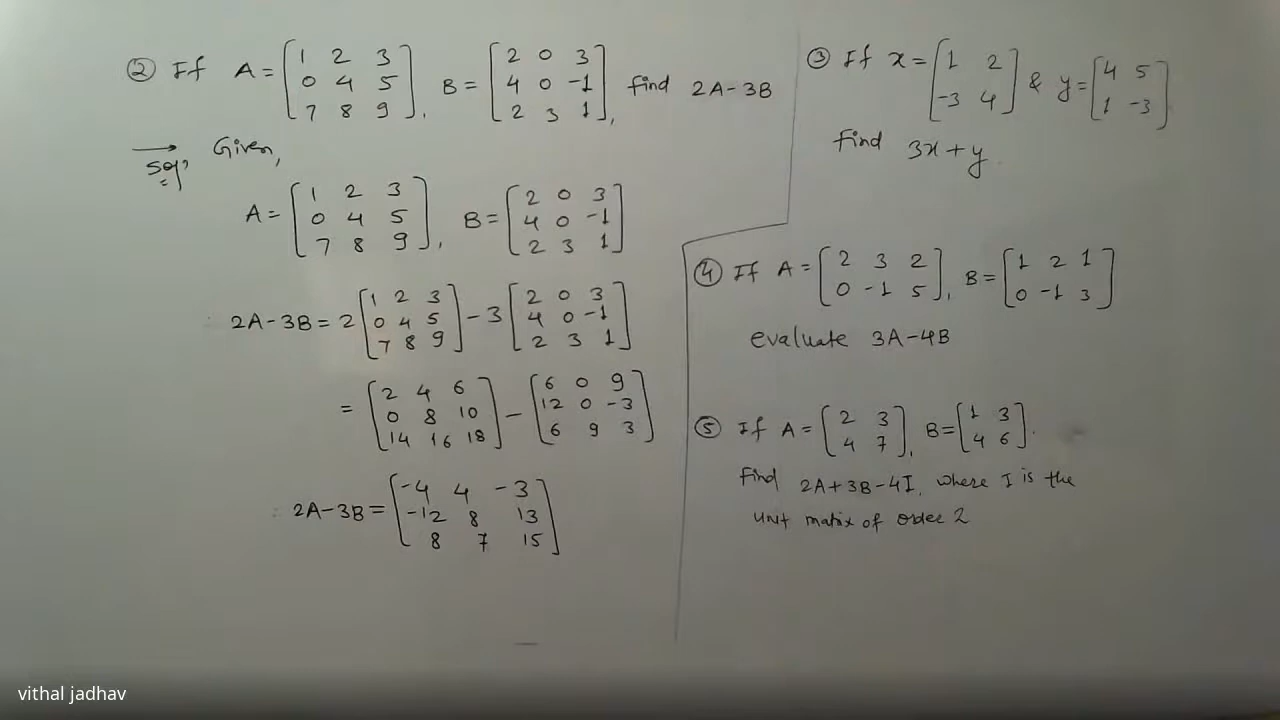 ② If A = [1 2 3
0 4 5
7 8 9], B = [2 0 3
4 0 -1
2 3 1], find 2A-3B
→ Solⁿ, Given,
A = [1 2 3
0 4 5
7 8 9], B = [2 0 3
4 0 -1
2 3 1]
2A-3B = 2[1 2 3
0 4 5
7 8 9] - 3[2 0 3
4 0 -1
2 3 1]
= [2 4 6
0 8 10
14 16 18] - [6 0 9
12 0 -3
6 9 3]
∴ 2A-3B = [-4 4 -3
-12 8 13
8 7 15]
③ If x = [1 2
-3 4] & y = [4 5
1 -3]
Find 3x+y.
④ If A = [2 3 2
0 -1 5], B = [1 2 1
0 -1 3]
evaluate 3A-4B
⑤ If A = [2 3
4 7], B = [1 3
4 6].
Find 2A+3B-4I, where I is the
unit matrix of order 2
vithal jadhav